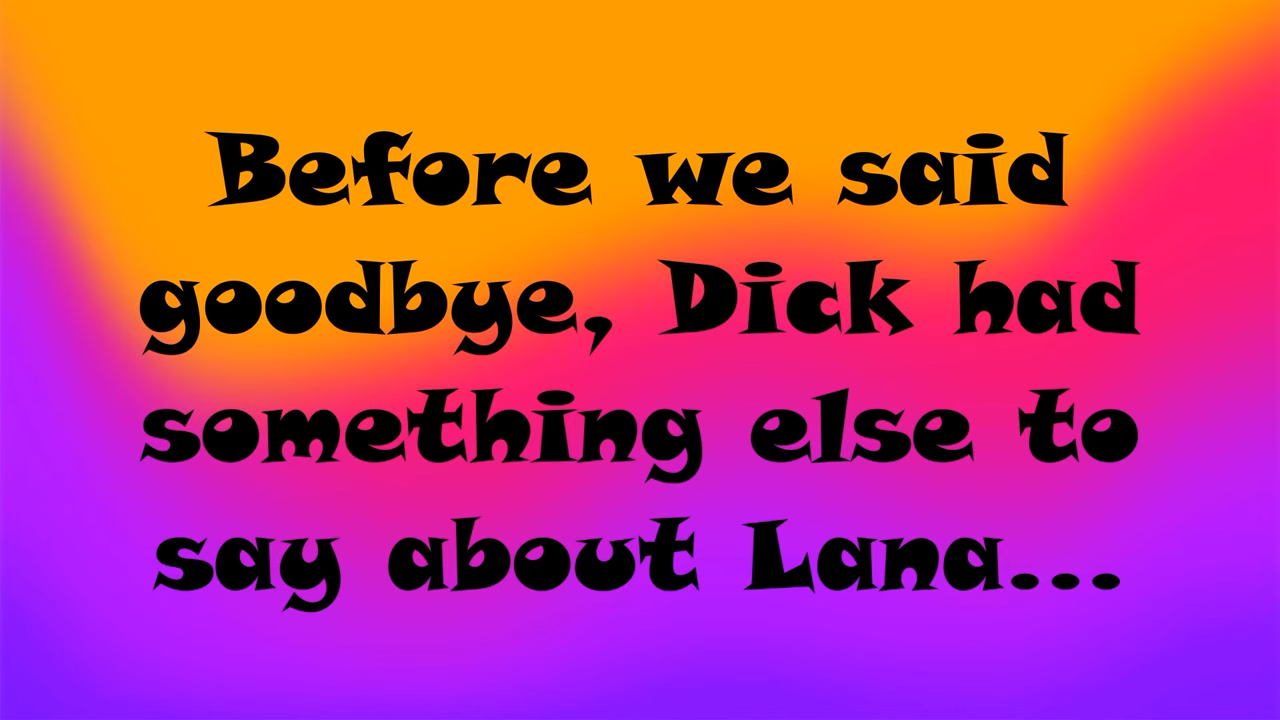 Before we said
goodbye, Dick had
something else to
say about Lana...